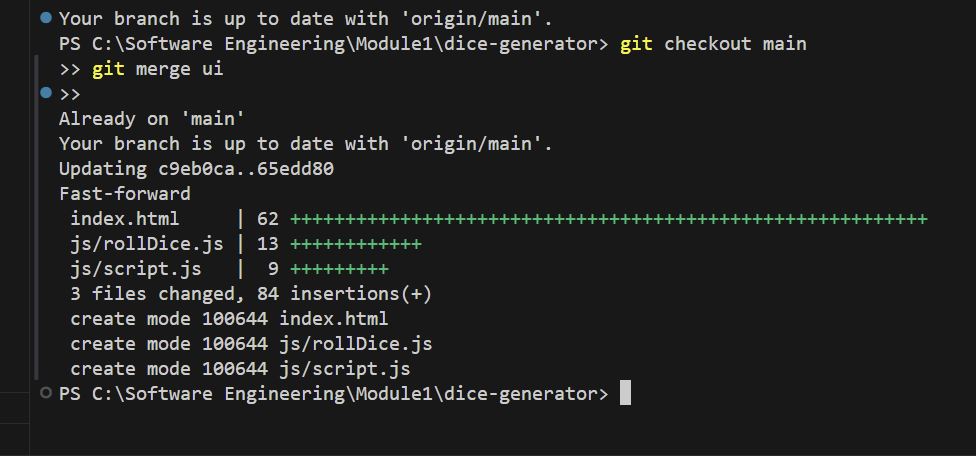 Your branch is up to date with 'origin/main'.
PS C:\Software Engineering\Module1\dice-generator> git checkout main
>> git merge ui
>>
Already on 'main'
Your branch is up to date with 'origin/main'.
Updating c9eb0ca..65edd80
Fast-forward
 index.html     | 62 ++++++++++++++++++++++++++++++++++++++++++++++++++++++++++
 js/rollDice.js | 13 ++++++++++++
 js/script.js   |  9 +++++++++
 3 files changed, 84 insertions(+)
 create mode 100644 index.html
 create mode 100644 js/rollDice.js
 create mode 100644 js/script.js
PS C:\Software Engineering\Module1\dice-generator>